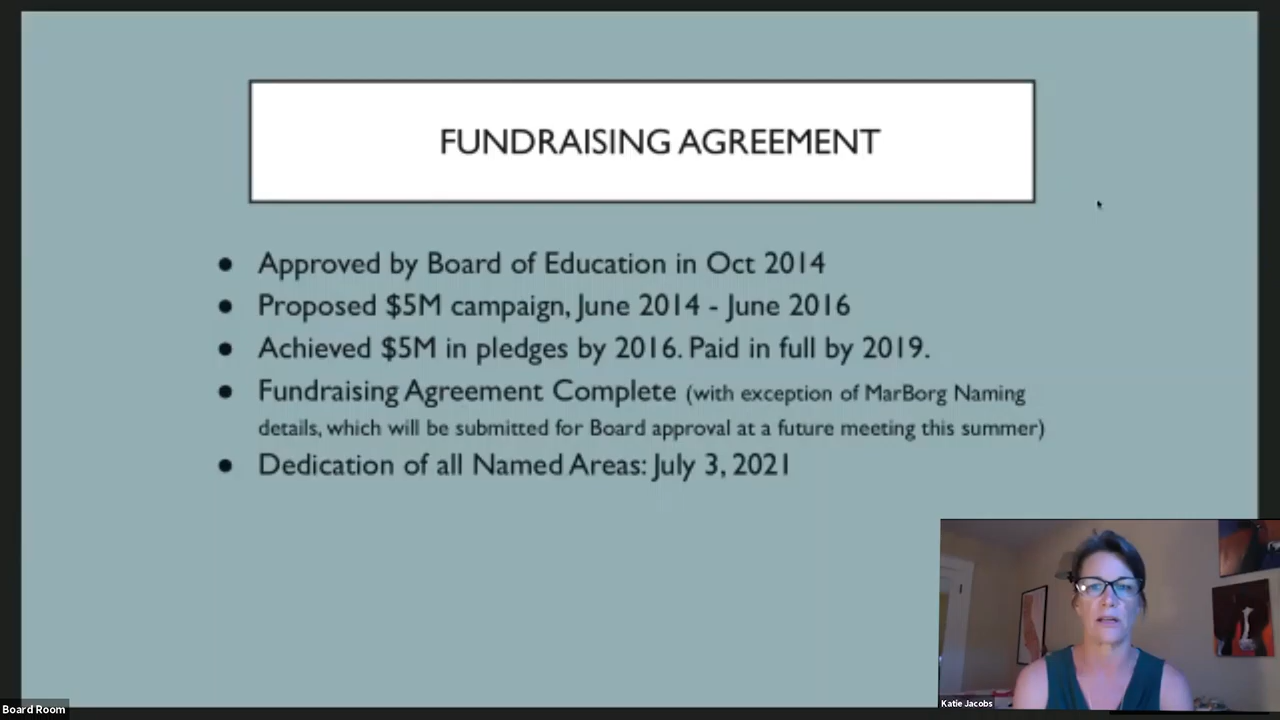 FUNDRAISING AGREEMENT
● Approved by Board of Education in Oct 2014
● Proposed $5M campaign, June 2014 - June 2016
● Achieved $5M in pledges by 2016. Paid in full by 2019.
● Fundraising Agreement Complete (with exception of MarBorg Naming
details, which will be submitted for Board approval at a future meeting this summer)
● Dedication of all Named Areas: July 3, 2021
Katie Jacobs
Board Room